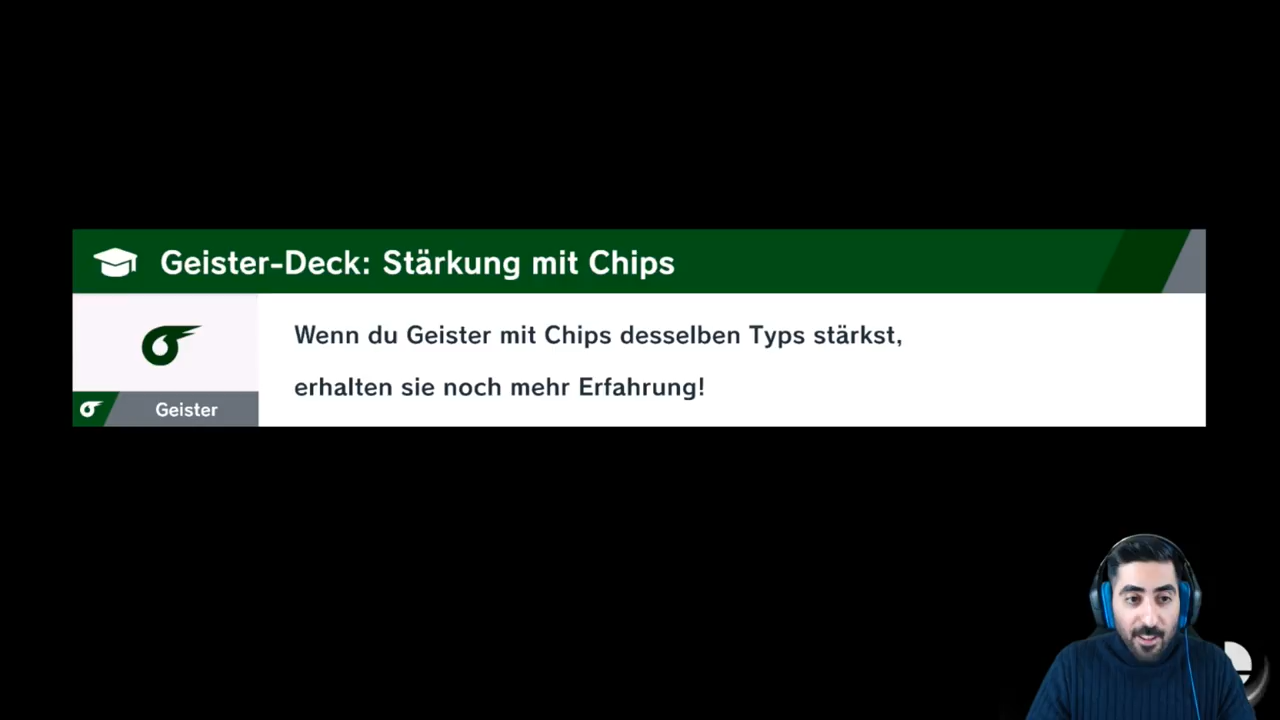 Geister-Deck: Stärkung mit Chips
Wenn du Geister mit Chips desselben Typs stärkst,
erhalten sie noch mehr Erfahrung!
Geister